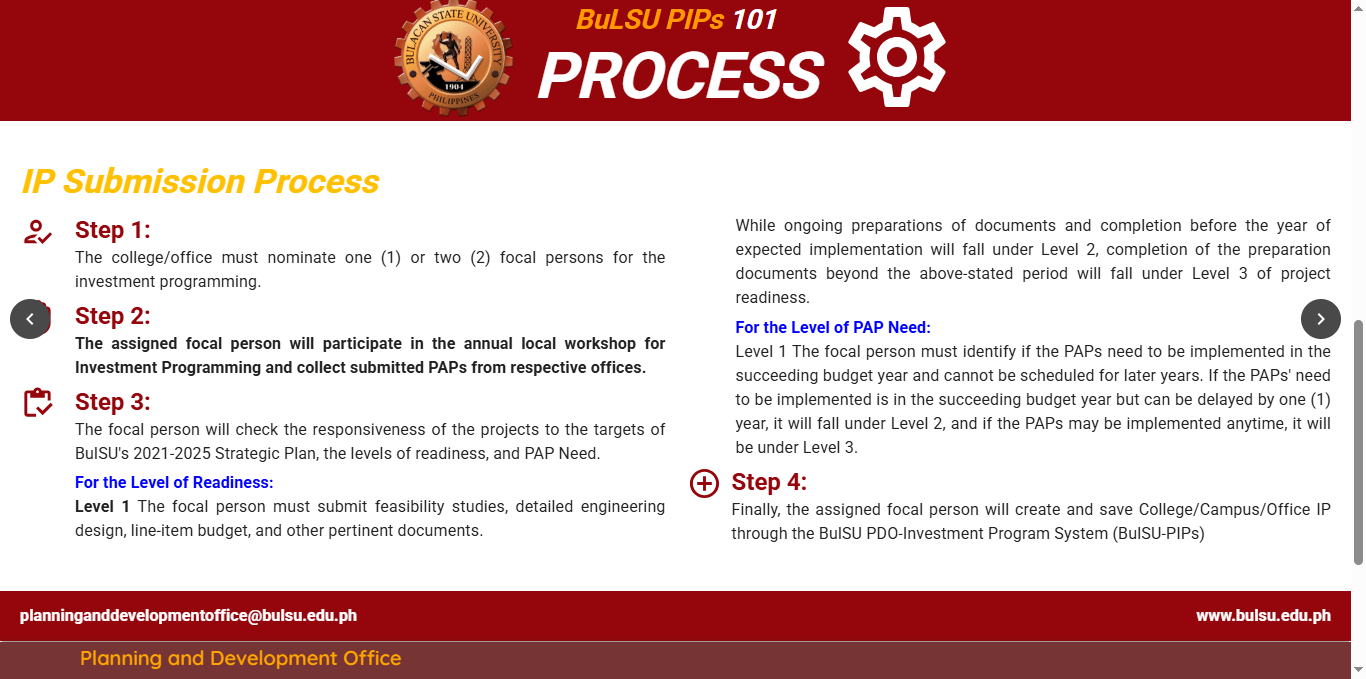 BULACAN STATE UNIVERSITY
1904
PHILIPPINES
BuLSU PIPs 101
PROCESS
IP Submission Process
Step 1:
The college/office must nominate one (1) or two (2) focal persons for the
investment programming.
Step 2:
The assigned focal person will participate in the annual local workshop for
Investment Programming and collect submitted PAPs from respective offices.
Step 3:
The focal person will check the responsiveness of the projects to the targets of
BulSU's 2021-2025 Strategic Plan, the levels of readiness, and PAP Need.
For the Level of Readiness:
Level 1 The focal person must submit feasibility studies, detailed engineering
design, line-item budget, and other pertinent documents.
While ongoing preparations of documents and completion before the year of
expected implementation will fall under Level 2, completion of the preparation
documents beyond the above-stated period will fall under Level 3 of project
readiness.
For the Level of PAP Need:
Level 1 The focal person must identify if the PAPs need to be implemented in the
succeeding budget year and cannot be scheduled for later years. If the PAPs' need
to be implemented is in the succeeding budget year but can be delayed by one (1)
year, it will fall under Level 2, and if the PAPs may be implemented anytime, it will
be under Level 3.
Step 4:
Finally, the assigned focal person will create and save College/Campus/Office IP
through the BulSU PDO-Investment Program System (BulSU-PIPs)
planninganddevelopmentoffice@bulsu.edu.ph
www.bulsu.edu.ph
Planning and Development Office